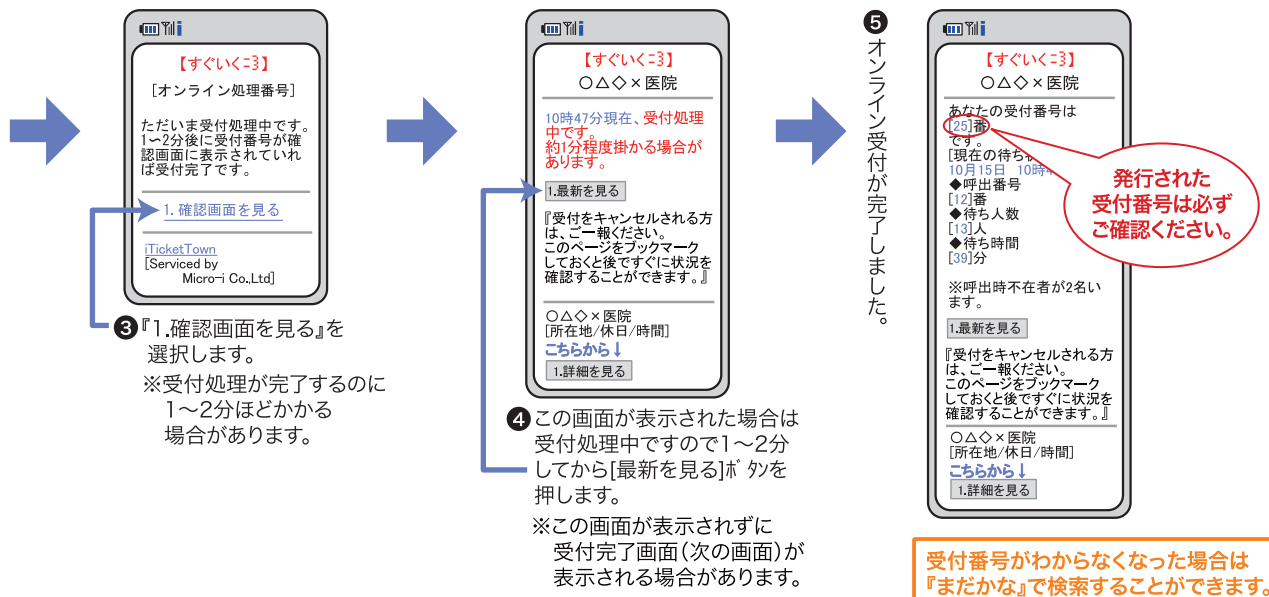 【すぐいくﾆﾖ】
[オンライン処理番号]
ただいま受付処理中です。
1~2分後に受付番号が確
認画面に表示されていれ
ば受付完了です。
1. 確認画面を見る
iTicketTown
[Serviced by
Micro-i Co.,Ltd]
❸『1.確認画面を見る』を
選択します。
※受付処理が完了するのに
1～2分ほどかかる
場合があります。
【すぐいくﾆﾖ】
○△◇×医院
10時47分現在、受付処理
中です。
約1分程度掛かる場合が
あります。
1.最新を見る
『受付をキャンセルされる方
は、ご一報ください。
このページをブックマーク
しておくと後ですぐに状況を
確認することができます。』
○△◇×医院
[所在地/休日/時間]
こちらから↓
1.詳細を見る
❹この画面が表示された場合は
受付処理中ですので1～2分
してから[最新を見る]ﾎﾞﾀﾝを
押します。
※この画面が表示されずに
受付完了画面(次の画面)が
表示される場合があります。
❺オンライン受付が完了しました。
【すぐいくﾆﾖ】
○△◇×医院
あなたの受付番号は
[25]番
です。
[現在の待ち
10月15日 10時4
◆呼出番号
[12]番
◆待ち人数
[13]人
◆待ち時間
[39]分
※呼出時不在者が2名い
ます。
1.最新を見る
『受付をキャンセルされる方
は、ご一報ください。
このページをブックマーク
しておくと後ですぐに状況を
確認することができます。』
○△◇×医院
[所在地/休日/時間]
こちらから↓
1.詳細を見る
発行された
受付番号は必ず
ご確認ください。
受付番号がわからなくなった場合は
『まだかな』で検索することができます。